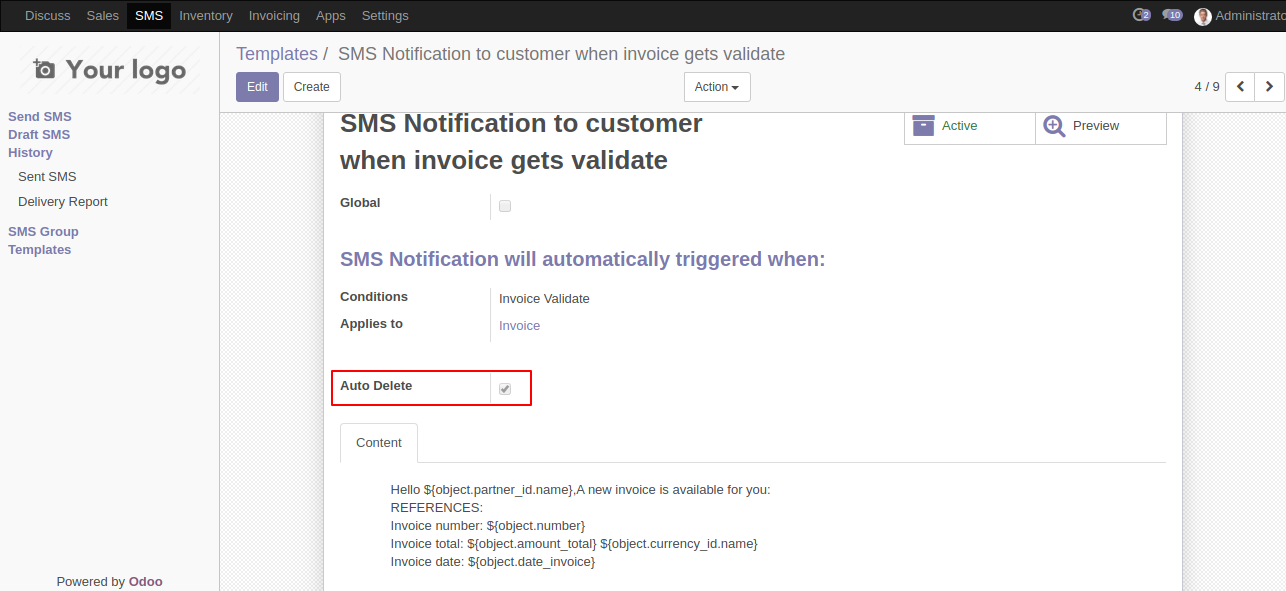 Discuss Sales SMS Inventory Invoicing Apps Settings 2 10 Administrato
Your logo
Templates / SMS Notification to customer when invoice gets validate
Edit Create Action 4 / 9
Send SMS
Draft SMS
History
Sent SMS
Delivery Report
SMS Group
Templates
Powered by Odoo
SMS Notification to customer
when invoice gets validate
Active Preview
Global
SMS Notification will automatically triggered when:
Conditions Invoice Validate
Applies to Invoice
Auto Delete
Content
Hello ${object.partner_id.name},A new invoice is available for you:
REFERENCES:
Invoice number: ${object.number}
Invoice total: ${object.amount_total} ${object.currency_id.name}
Invoice date: ${object.date_invoice}